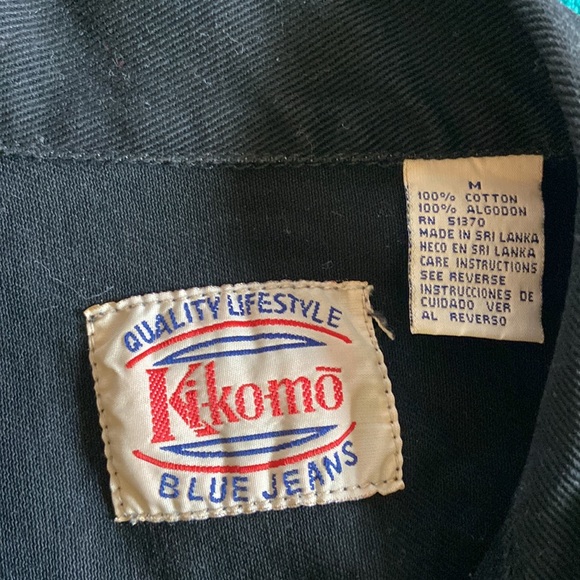 QUALITY LIFESTYLE
Ki-ko-mō
BLUE JEANS
M
100% COTTON
100% ALGODON
RN 51370
MADE IN SRI LANKA
HECO EN SRI LANKA
CARE INSTRUCTIONS
SEE REVERSE
INSTRUCCIONES DE
CUIDADO VER
AL REVERSO